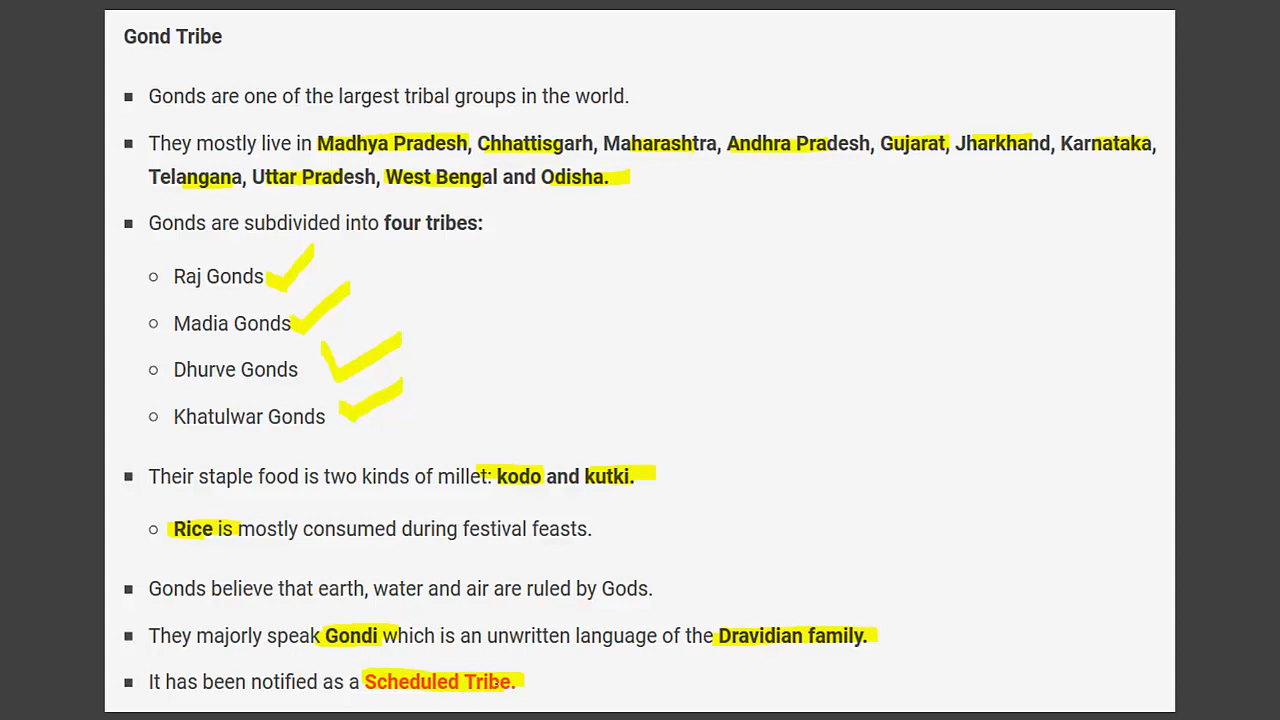 Gond Tribe
Gonds are one of the largest tribal groups in the world.
They mostly live in Madhya Pradesh, Chhattisgarh, Maharashtra, Andhra Pradesh, Gujarat, Jharkhand, Karnataka,
Telangana, Uttar Pradesh, West Bengal and Odisha.
Gonds are subdivided into four tribes:
Raj Gonds
Madia Gonds
Dhurve Gonds
Khatulwar Gonds
Their staple food is two kinds of millet: kodo and kutki.
Rice is mostly consumed during festival feasts.
Gonds believe that earth, water and air are ruled by Gods.
They majorly speak Gondi which is an unwritten language of the Dravidian family.
It has been notified as a Scheduled Tribe.